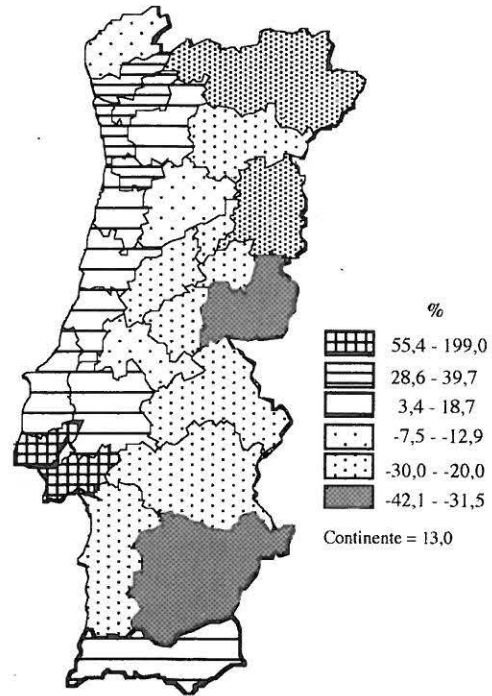 %
55,4 - 199,0
28,6 - 39,7
3,4 - 18,7
-7,5 - -12,9
-30,0 - -20,0
-42,1 - -31,5
Continente = 13,0